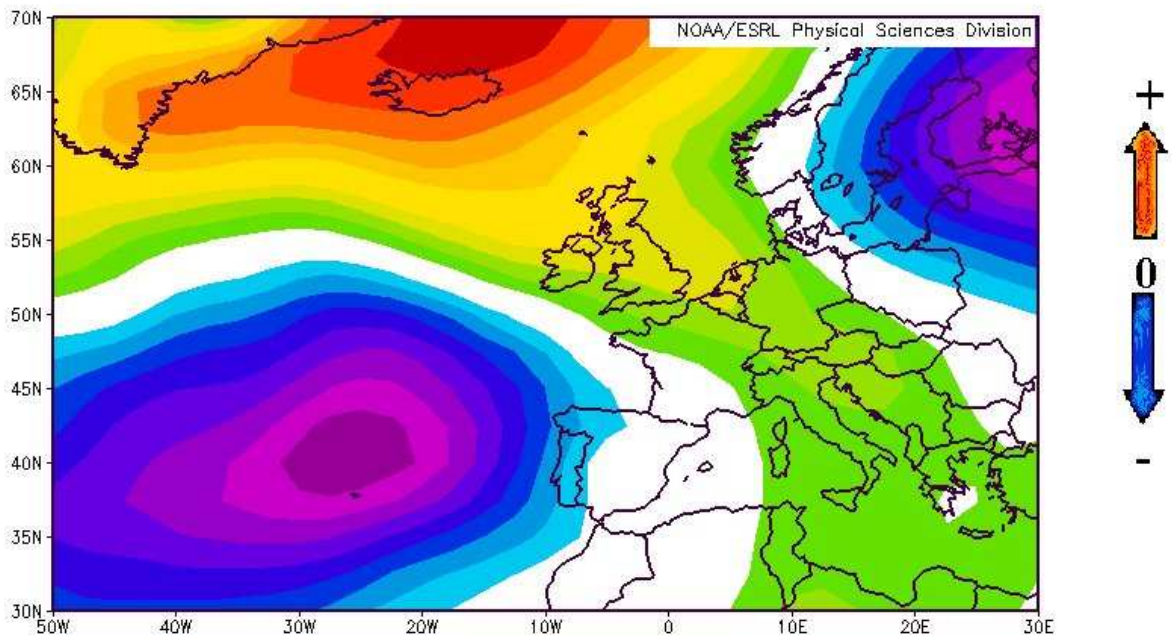 NOAA/ESRL Physical Sciences Division
70N
65N
60N
55N
50N
45N
40N
35N
30N
50W
40W
30W
20W
10W
0
10E
20E
30E
+
0
-